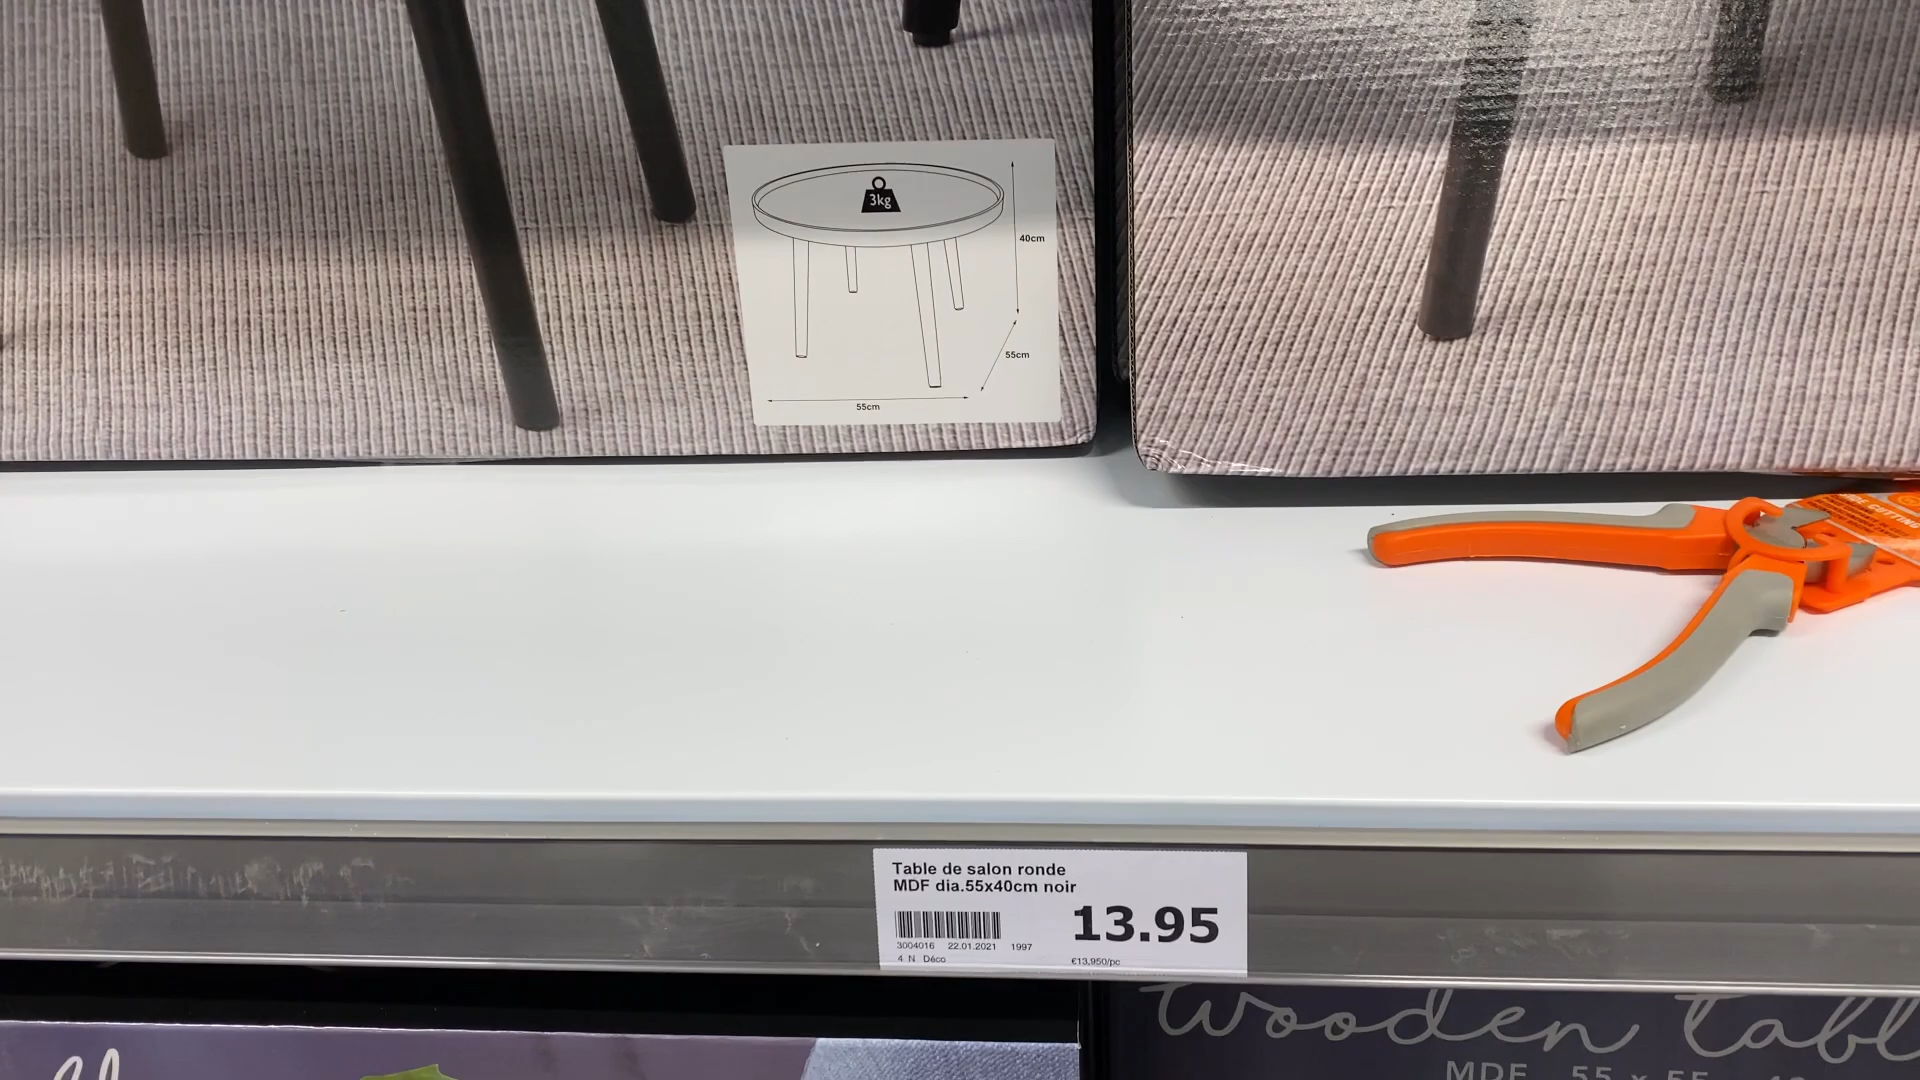 3kg
40cm
55cm
55cm
CUTTING
Table de salon ronde
MDF dia.55x40cm noir
13.95
3004016 22.01.2021 1997
4 N Déco
€13,950/pc
wooden tabl
MDF 55 x 55